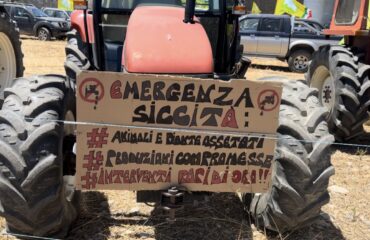 EMERGENZA
SICCITÀ:
#ANIMALI E PIANTE ASSETATI
#PRODUZIONI COMPROMESSE
#INTERVENTI RAPIDI ORA!!